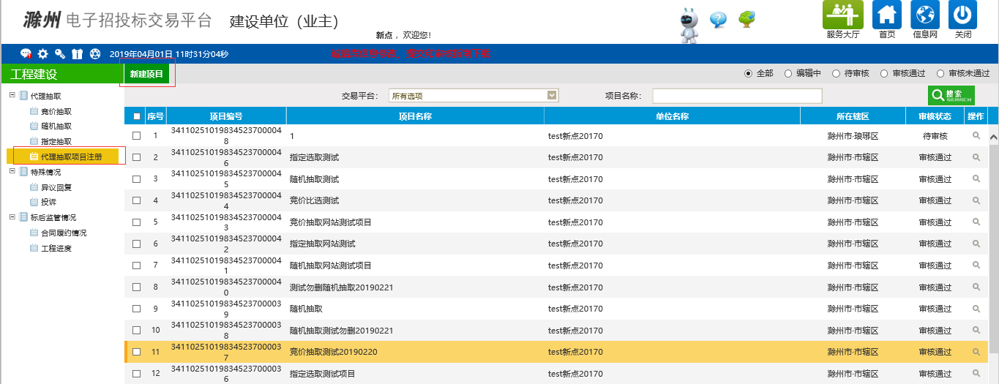 滁州 电子招投标交易平台 建设单位（业主）
新点 ，欢迎您!
服务大厅 首页 信息网 关闭
2019年04月01日 11时31分04秒
工程建设 新建项目 全部 编辑中 待审核 审核通过 审核未通过
代理抽取
竞价抽取
随机抽取
指定抽取
代理抽取项目注册
特殊情况
异议回复
投诉
标后监管情况
合同履约情况
工程进度
交易平台： 所有选项 项目名称： 搜索 SEARCH
序号 项目编号 项目名称 单位名称 所在辖区 审核状态 操作
1 341102510198345237000048 1 test新点20170 滁州市·琅琊区 待审核
2 341102510198345237000046 指定选取测试 test新点20170 滁州市·市辖区 审核通过
3 341102510198345237000045 随机抽取测试 test新点20170 滁州市·市辖区 审核通过
4 341102510198345237000044 竞价比选测试 test新点20170 滁州市·市辖区 审核通过
5 341102510198345237000043 竞价抽取网站测试项目 test新点20170 滁州市·市辖区 审核通过
6 341102510198345237000042 指定抽取网站测试 test新点20170 滁州市·市辖区 审核通过
7 341102510198345237000041 随机抽取网站测试项目 test新点20170 滁州市·市辖区 审核通过
8 341102510198345237000040 测试勿删随机抽取20190221 test新点20170 滁州市·市辖区 审核通过
9 341102510198345237000039 随机抽取 test新点20170 滁州市·市辖区 审核通过
10 341102510198345237000038 随机抽取测试勿删20190221 test新点20170 滁州市·市辖区 审核通过
11 341102510198345237000037 竞价抽取测试20190220 test新点20170 滁州市·市辖区 审核通过
12 341102510198345237000036 指定选取测试项目 test新点20170 滁州市·市辖区 审核通过